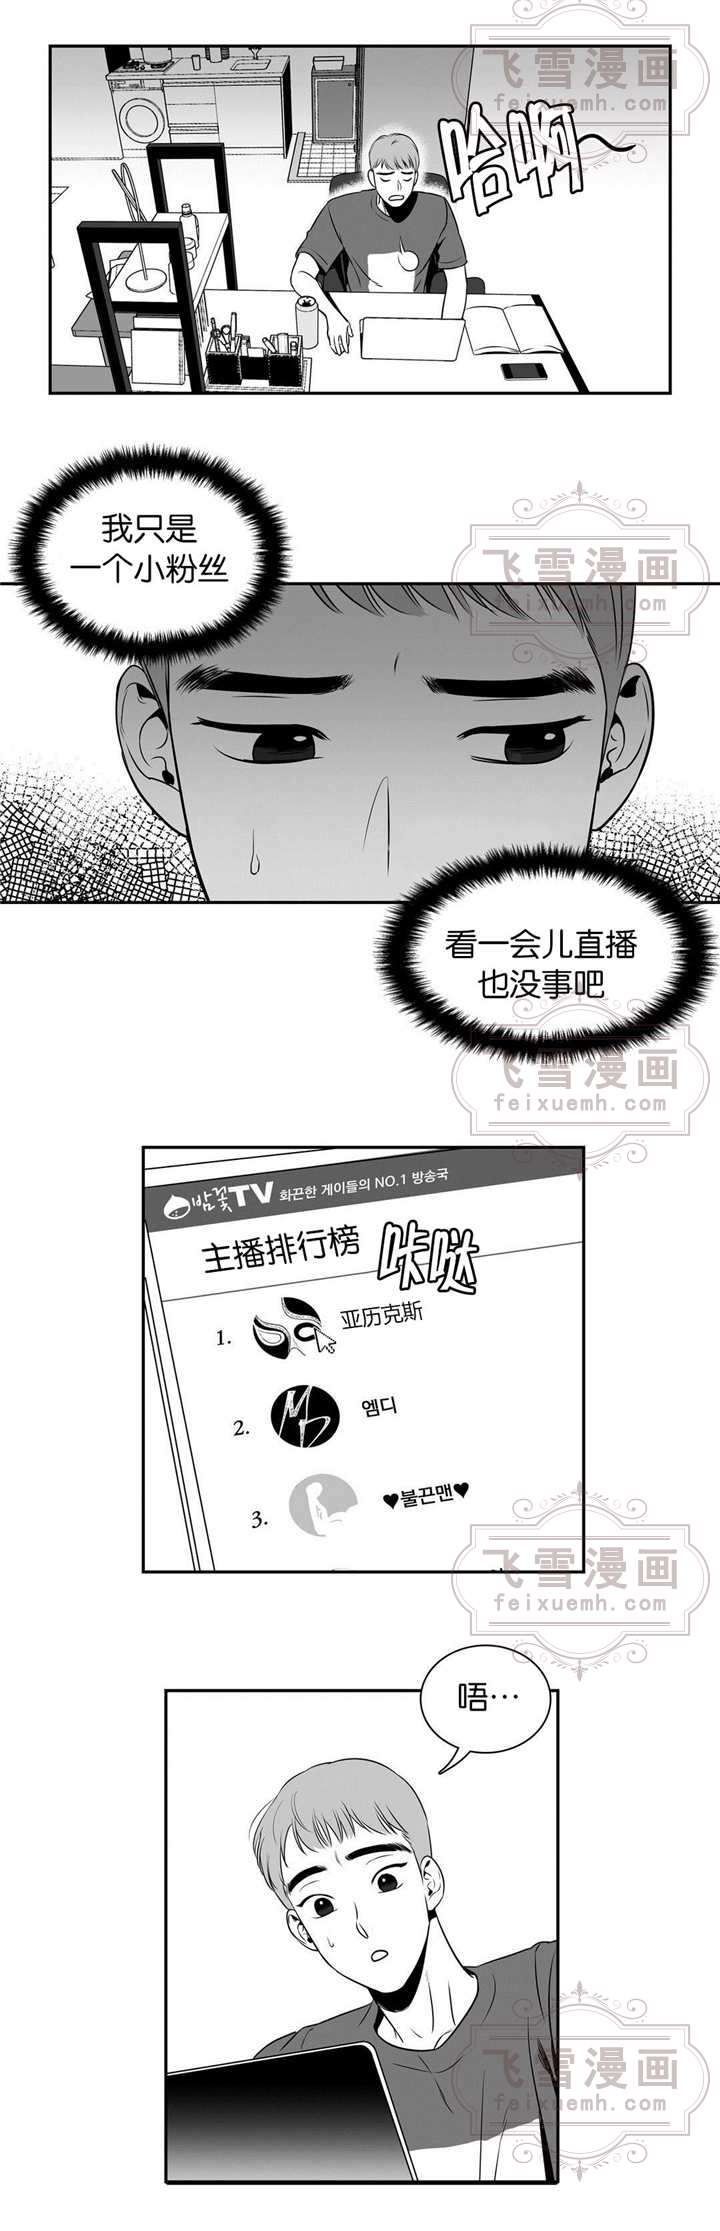 飞雪漫画
feixuemh.com
哈啊~
我只是
一个小粉丝
飞雪漫画
feixuemh.com
看一会儿直播
也没事吧
飞雪漫画
feixuemh.com
밤꽃TV 화끈한 게이들의 NO.1 방송국
主播排行榜
咔哒
1. 亚历克斯
2. 엠디
3. ♥불끈맨♥
飞雪漫画
feixuemh.com
唔…
飞雪漫画
feixuemh.com